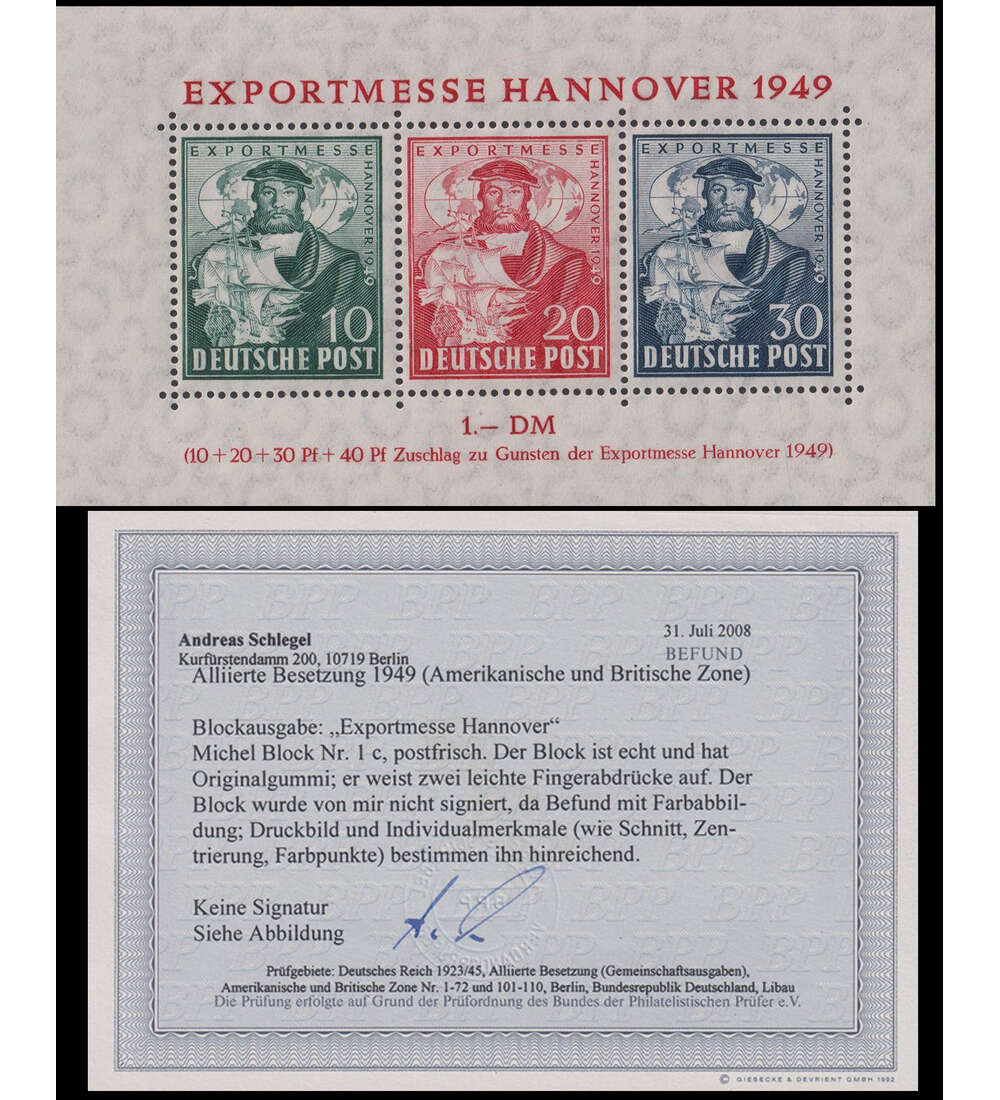 EXPORTMESSE HANNOVER 1949
EXPORTMESSE
HANNOVER 1949
10
DEUTSCHE POST
EXPORTMESSE
HANNOVER 1949
20
DEUTSCHE POST
EXPORTMESSE
HANNOVER 1949
30
DEUTSCHE POST
1.— DM
(10+20+30 Pf+40 Pf Zuschlag zu Gunsten der Exportmesse Hannover 1949)
BPP BPP BPP BPP BPP BPP
Andreas Schlegel
31. Juli 2008
Kurfürstendamm 200, 10719 Berlin
BEFUND
Alliierte Besetzung 1949 (Amerikanische und Britische Zone)
Blockausgabe: „Exportmesse Hannover“
Michel Block Nr. 1 c, postfrisch. Der Block ist echt und hat
Originalgummi; er weist zwei leichte Fingerabdrücke auf. Der
Block wurde von mir nicht signiert, da Befund mit Farbabbil-
dung; Druckbild und Individualmerkmale (wie Schnitt, Zen-
trierung, Farbpunkte) bestimmen ihn hinreichend.
Keine Signatur
Siehe Abbildung
Prüfgebiete: Deutsches Reich 1923/45, Alliierte Besetzung (Gemeinschaftsausgaben),
Amerikanische und Britische Zone Nr. 1-72 und 101-110, Berlin, Bundesrepublik Deutschland, Libau
Die Prüfung erfolgte auf Grund der Prüfordnung des Bundes der Philatelistischen Prüfer e.V.
© GIESECKE & DEVRIENT GMBH 1992